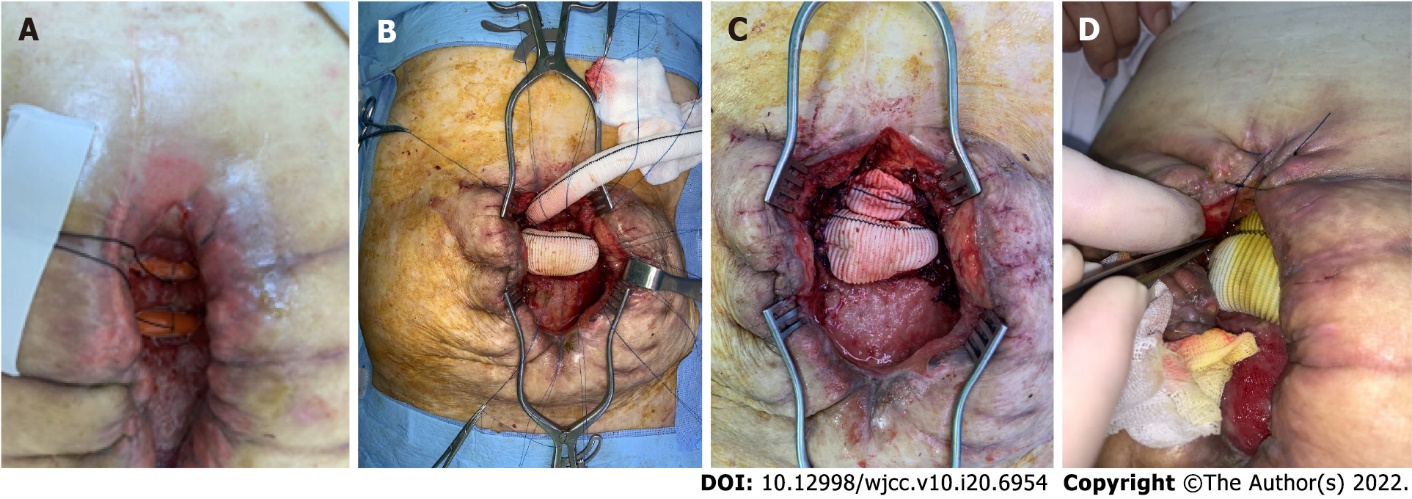 A
B
C
D
DOI: 10.12998/wjcc.v10.i20.6954 Copyright ©The Author(s) 2022.